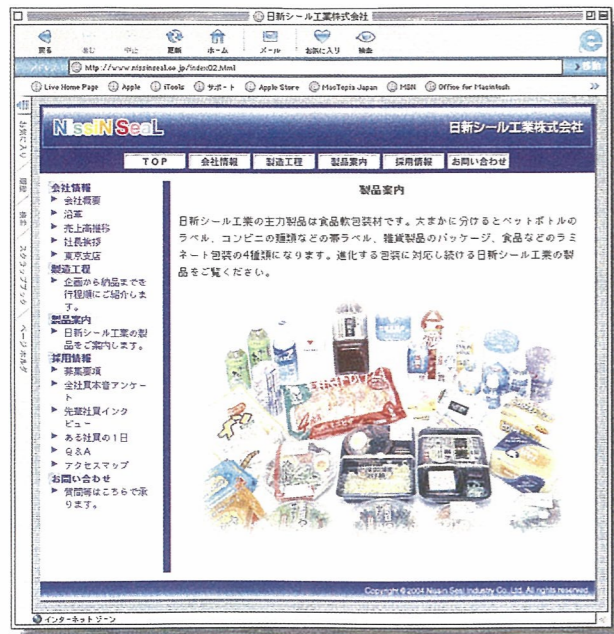 日新シール工業株式会社
戻る 進む 中止 更新 ホーム メール お気に入り 検索
http://www.nissinseal.co.jp/index02.html
Live Home Page Apple iTools サポート Apple Store MacTopia Japan MSN Office for Macintosh
お気に入り
履歴
検索
スクラップブック
ページ ホルダ
NissiN SeaL
日新シール工業株式会社
TOP 会社情報 製造工程 製品案内 採用情報 お問い合わせ
会社情報
会社概要
沿革
売上高推移
社長挨拶
東京支店
製造工程
企画から納品までを
行程順にご紹介しま
す。
製品案内
日新シール工業の製
品をご案内します。
採用情報
募集要項
会社員本音アンケー
ト
先輩社員インタ
ビュー
ある社員の1日
Q&A
アクセスマップ
お問い合わせ
質問等はこちらで承
ります。
製品案内
日新シール工業の主力製品は食品軟包装材です。大まかに分けるとペットボトルの
ラベル、コンビニの麺類などの帯ラベル、雑貨製品のパッケージ、食品などのラミ
ネート包装の4種類になります。進化する包装に対応し続ける日新シール工業の製
品をご覧ください。
Copyright © 2004 Nissin Seal Industry Co., Ltd. All rights reserved.
インターネット ゾーン